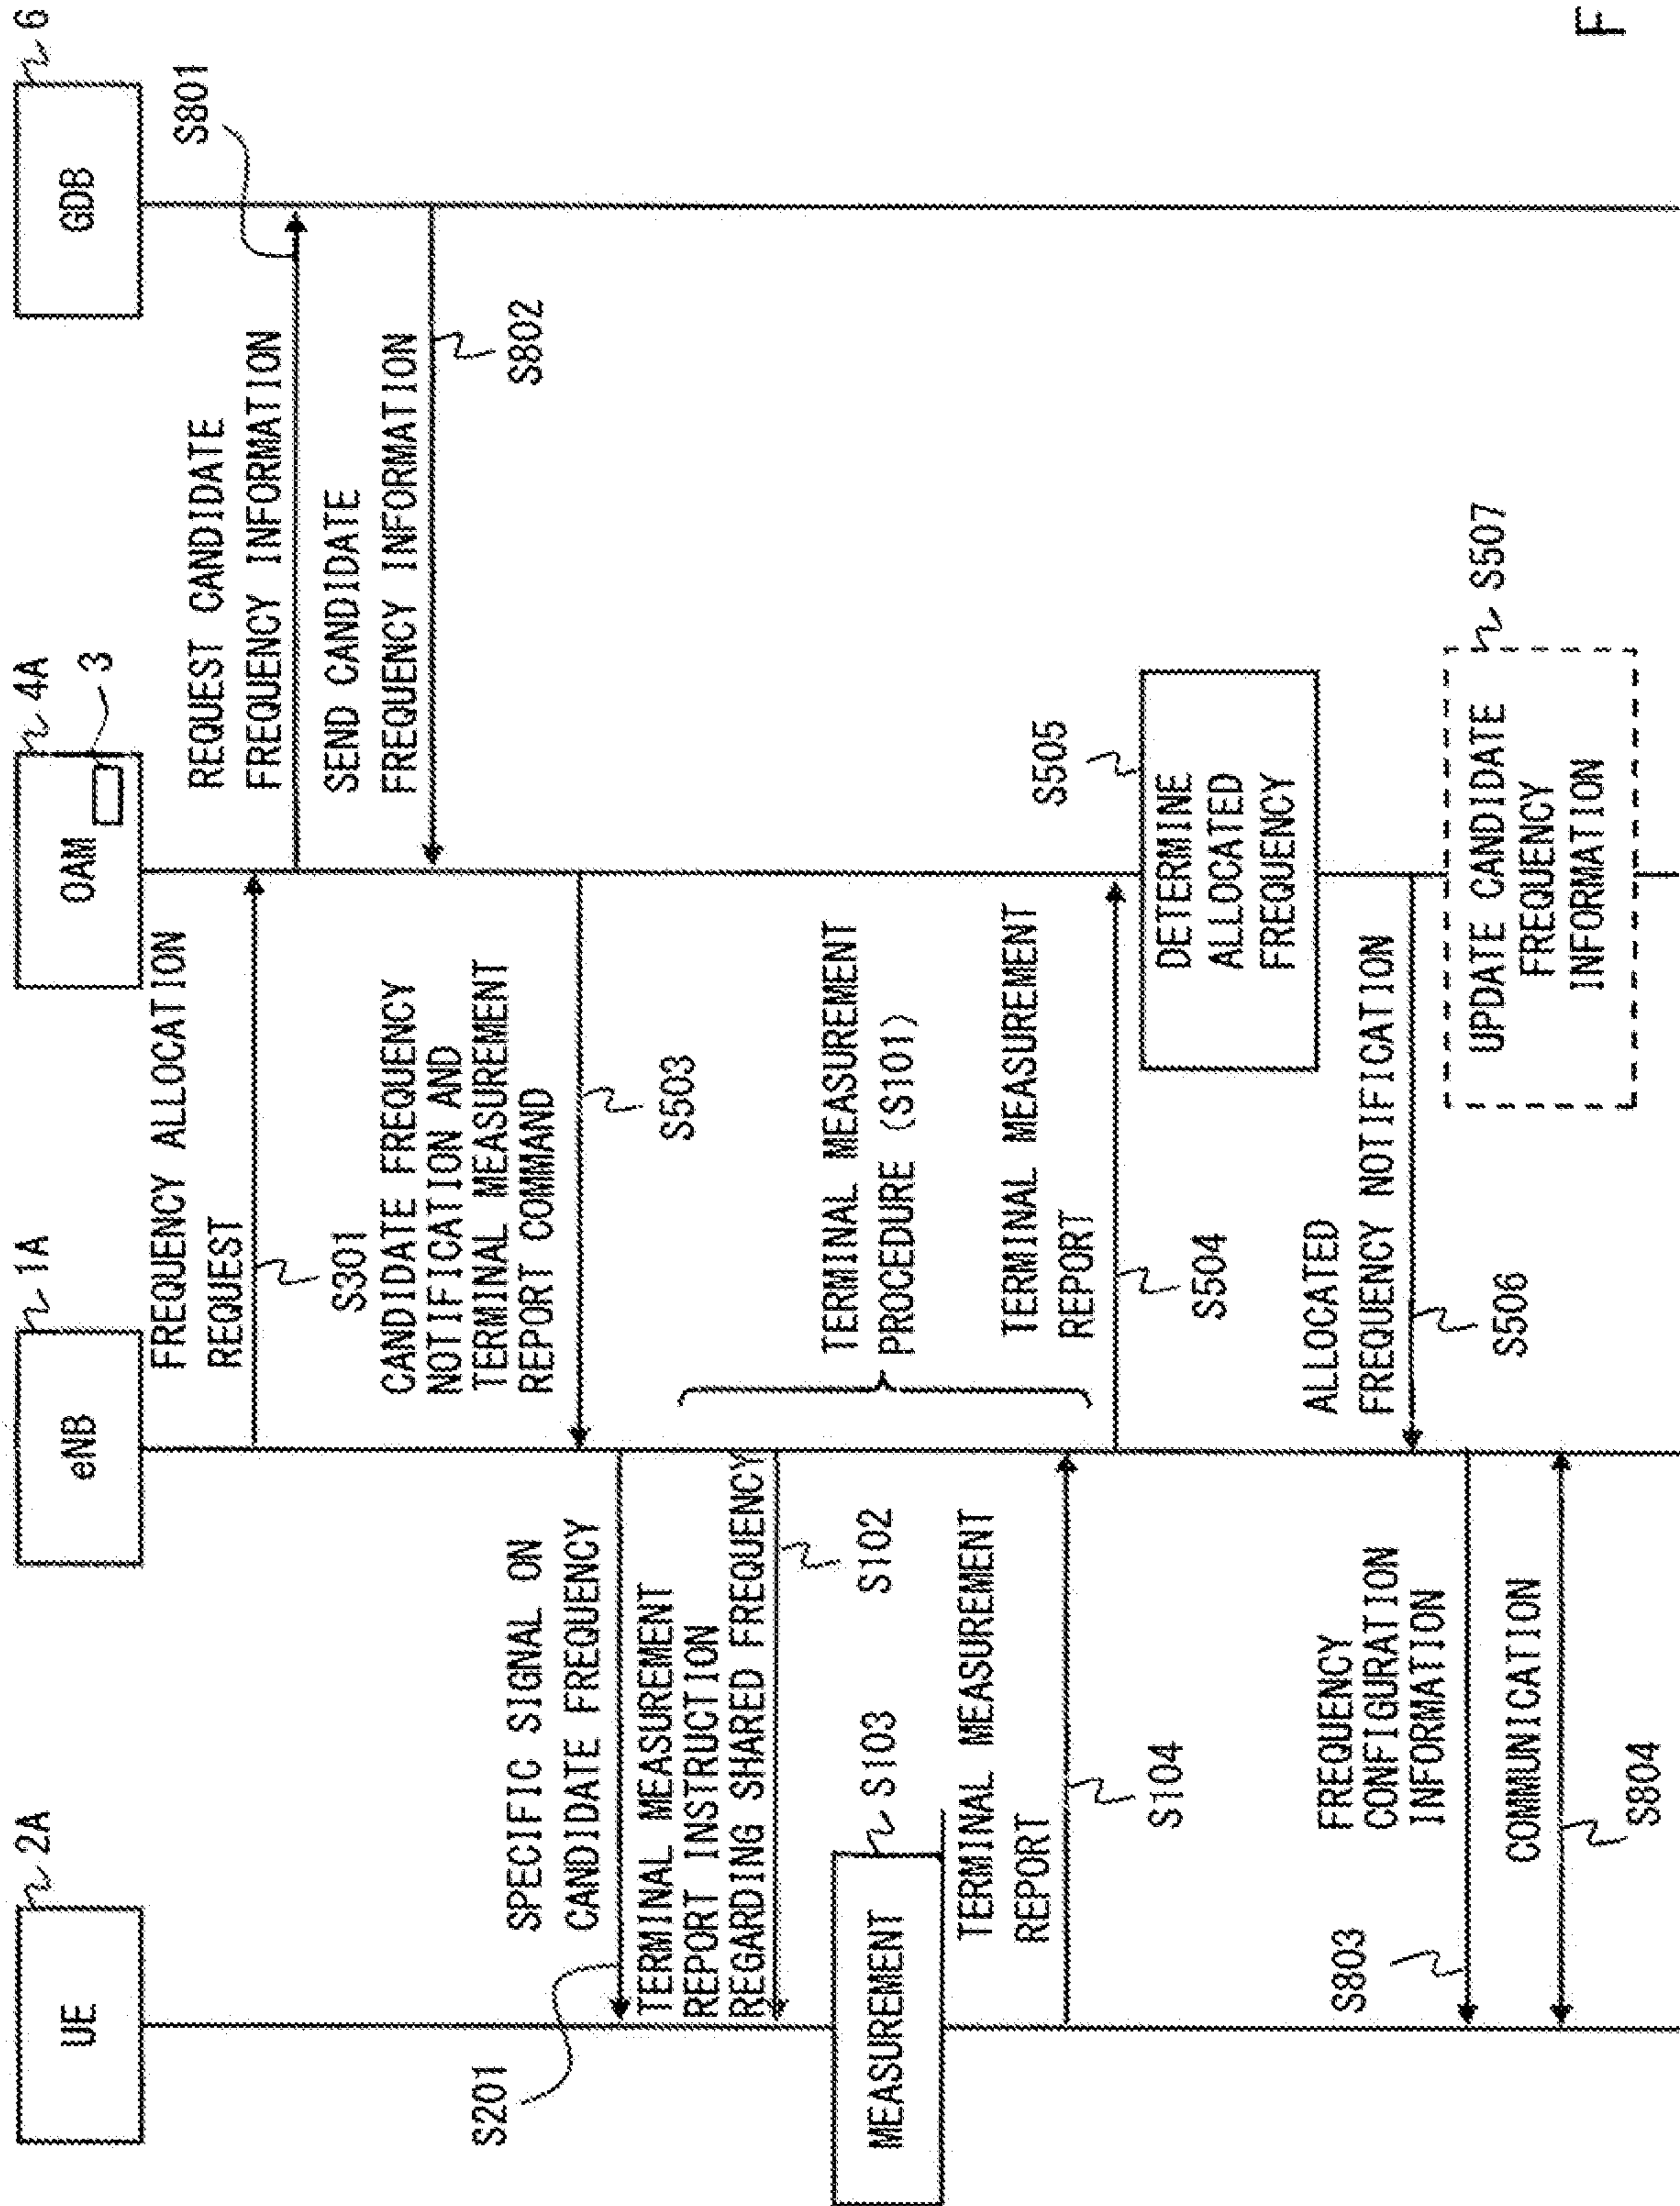 UE
2A
eNB
1A
OAM
4A
3
GDB
6
FREQUENCY ALLOCATION
REQUEST
S301
REQUEST CANDIDATE
FREQUENCY INFORMATION
S801
SEND CANDIDATE
FREQUENCY INFORMATION
S802
CANDIDATE FREQUENCY
NOTIFICATION AND
TERMINAL MEASUREMENT
REPORT COMMAND
S503
SPECIFIC SIGNAL ON
CANDIDATE FREQUENCY
S201
TERMINAL MEASUREMENT
REPORT INSTRUCTION
REGARDING SHARED FREQUENCY
S102
TERMINAL MEASUREMENT
PROCEDURE (S101)
MEASUREMENT
S103
TERMINAL MEASUREMENT
REPORT
S104
TERMINAL MEASUREMENT
REPORT
S504
DETERMINE
ALLOCATED
FREQUENCY
S505
ALLOCATED
FREQUENCY NOTIFICATION
S506
UPDATE CANDIDATE
FREQUENCY
INFORMATION
S507
FREQUENCY
CONFIGURATION
INFORMATION
S803
COMMUNICATION
S804
F